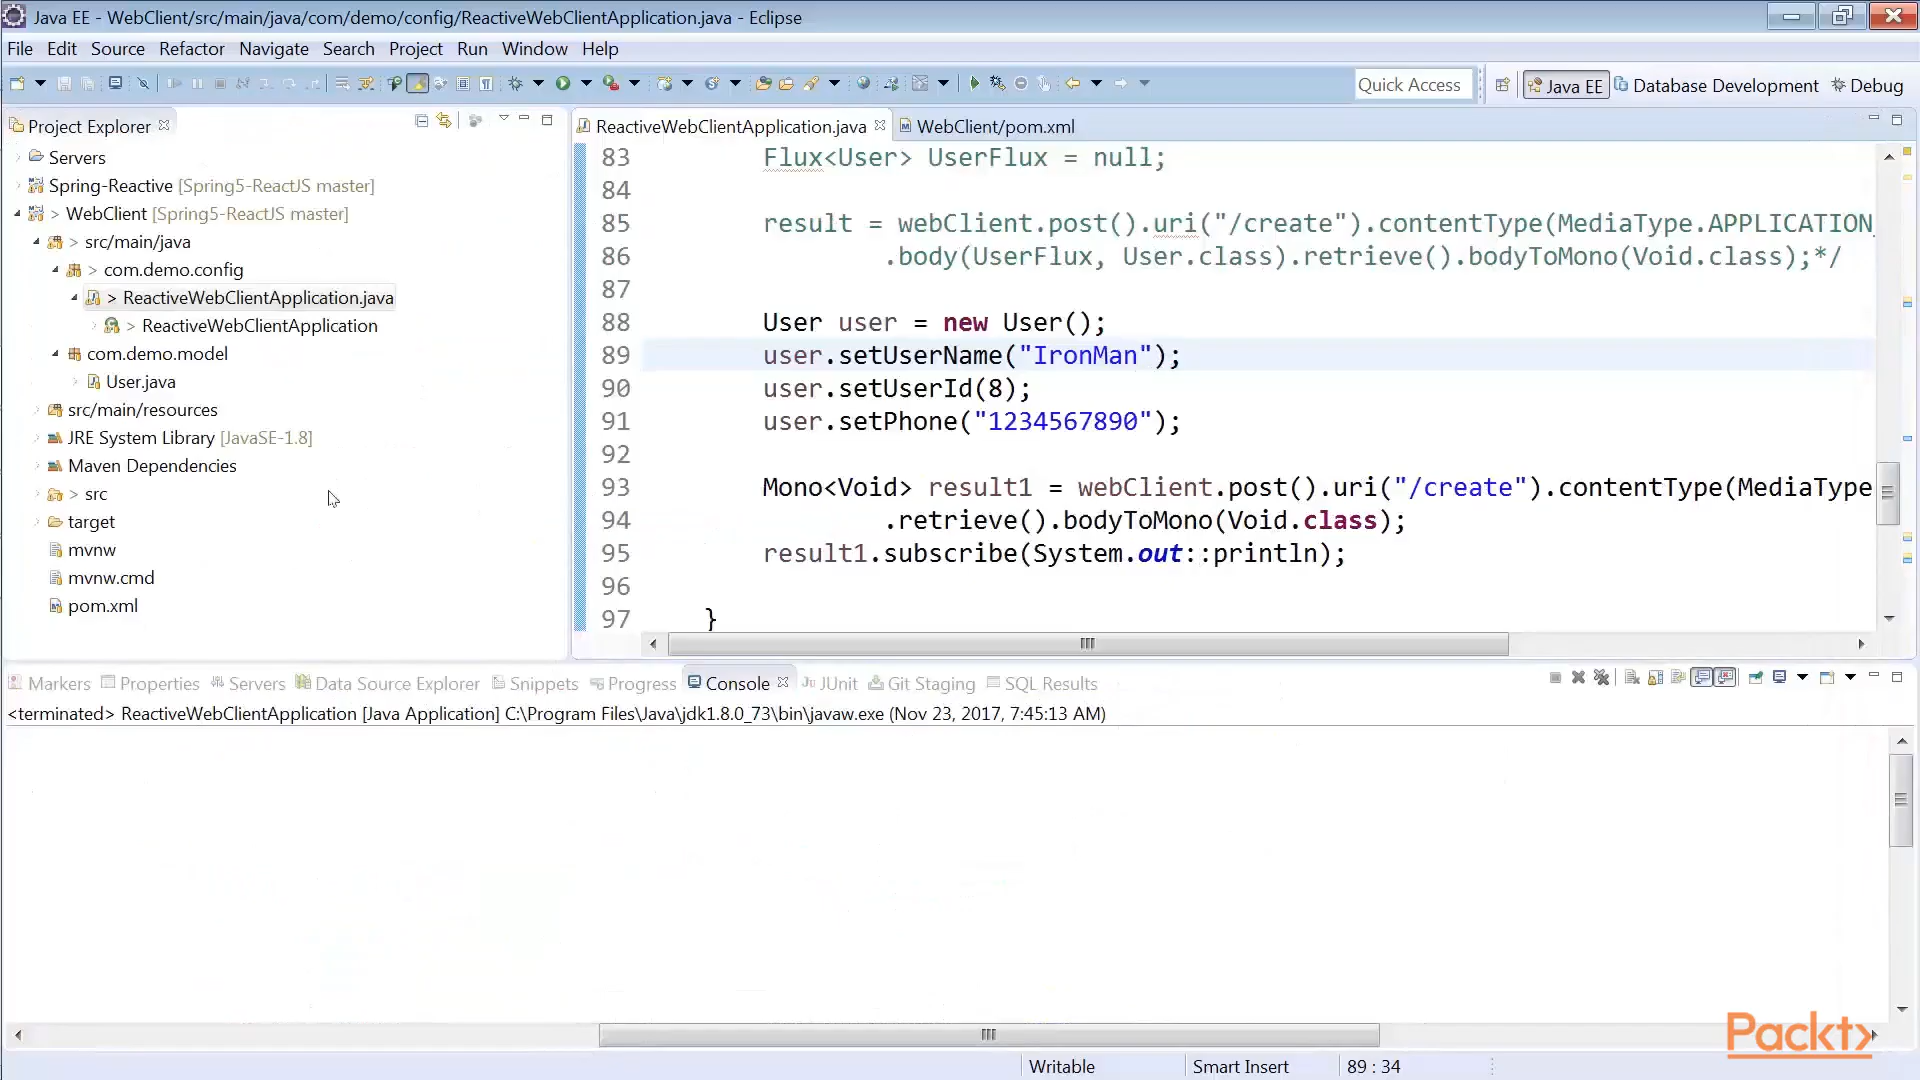 Java EE - WebClient/src/main/java/com/demo/config/ReactiveWebClientApplication.java - Eclipse
File Edit Source Refactor Navigate Search Project Run Window Help
Quick Access Java EE Database Development Debug
Project Explorer
Servers
Spring-Reactive [Spring5-ReactJS master]
> WebClient [Spring5-ReactJS master]
> src/main/java
> com.demo.config
> ReactiveWebClientApplication.java
> ReactiveWebClientApplication
com.demo.model
User.java
src/main/resources
JRE System Library [JavaSE-1.8]
Maven Dependencies
> src
target
mvnw
mvnw.cmd
pom.xml
ReactiveWebClientApplication.java WebClient/pom.xml
83 Flux<User> UserFlux = null;
84
85 result = webClient.post().uri("/create").contentType(MediaType.APPLICATION_
86 .body(UserFlux, User.class).retrieve().bodyToMono(Void.class);*/
87
88 User user = new User();
89 user.setUserName("IronMan");
90 user.setUserId(8);
91 user.setPhone("1234567890");
92
93 Mono<Void> result1 = webClient.post().uri("/create").contentType(MediaType
94 .retrieve().bodyToMono(Void.class);
95 result1.subscribe(System.out::println);
96
97 }
Markers Properties Servers Data Source Explorer Snippets Progress Console JUnit Git Staging SQL Results
<terminated> ReactiveWebClientApplication [Java Application] C:\Program Files\Java\jdk1.8.0_73\bin\javaw.exe (Nov 23, 2017, 7:45:13 AM)
Packt>
Writable Smart Insert 89 : 34